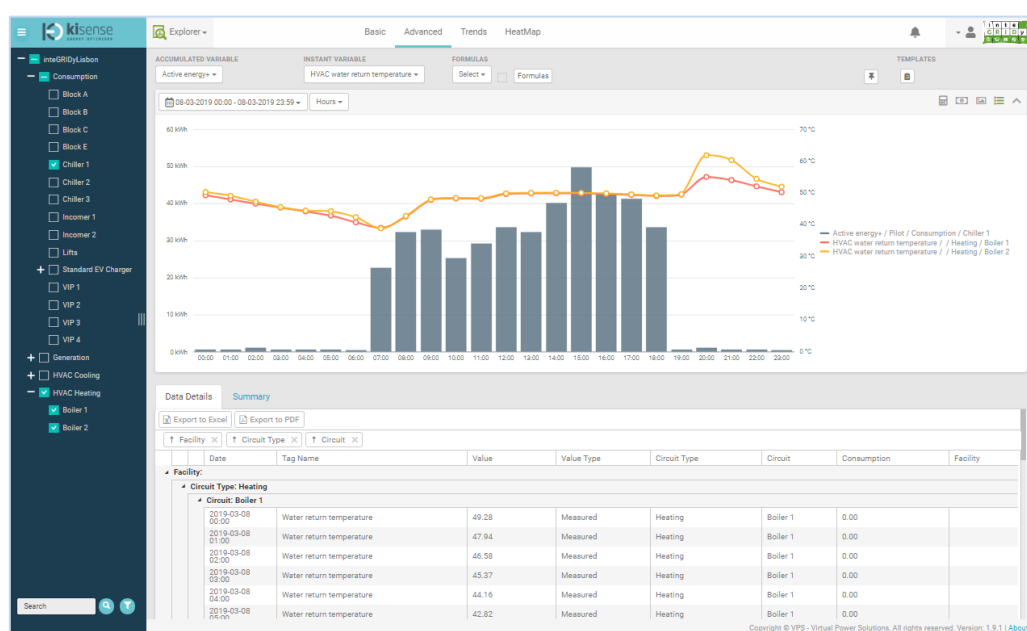 kisense
ENERGY OPTIMIZER
Explorer
Basic Advanced Trends HeatMap
inteGRIDy
inteGRIDyLisbon
Consumption
Block A
Block B
Block C
Block E
Chiller 1
Chiller 2
Chiller 3
Incomer 1
Incomer 2
Lifts
Standard EV Charger
VIP 1
VIP 2
VIP 3
VIP 4
Generation
HVAC Cooling
HVAC Heating
Boiler 1
Boiler 2
Search
ACCUMULATED VARIABLE INSTANT VARIABLE FORMULAS TEMPLATES
Active energy+ HVAC water return temperature Select Formulas
08-03-2019 00:00 - 08-03-2019 23:59 Hours
60 kWh 70 °C
60 °C
50 kWh
50 °C
40 kWh
40 °C
30 kWh
30 °C
20 kWh
20 °C
10 kWh
10 °C
0 kWh 0 °C
00:00 01:00 02:00 03:00 04:00 05:00 06:00 07:00 08:00 09:00 10:00 11:00 12:00 13:00 14:00 15:00 16:00 17:00 18:00 19:00 20:00 21:00 22:00 23:00
Active energy+ / Pilot / Consumption / Chiller 1
HVAC water return temperature / / Heating / Boiler 1
HVAC water return temperature / / Heating / Boiler 2
Data Details Summary
Export to Excel Export to PDF
↑ Facility × ↑ Circuit Type × ↑ Circuit ×
Date Tag Name Value Value Type Circuit Type Circuit Consumption Facility
Facility:
Circuit Type: Heating
Circuit: Boiler 1
2019-03-08
00:00 Water return temperature 49.28 Measured Heating Boiler 1 0.00
2019-03-08
01:00 Water return temperature 47.94 Measured Heating Boiler 1 0.00
2019-03-08
02:00 Water return temperature 46.58 Measured Heating Boiler 1 0.00
2019-03-08
03:00 Water return temperature 45.37 Measured Heating Boiler 1 0.00
2019-03-08
04:00 Water return temperature 44.16 Measured Heating Boiler 1 0.00
2019-03-08
05:00 Water return temperature 42.82 Measured Heating Boiler 1 0.00
Copyright © VPS - Virtual Power Solutions. All rights reserved. Version: 1.9.1 | About